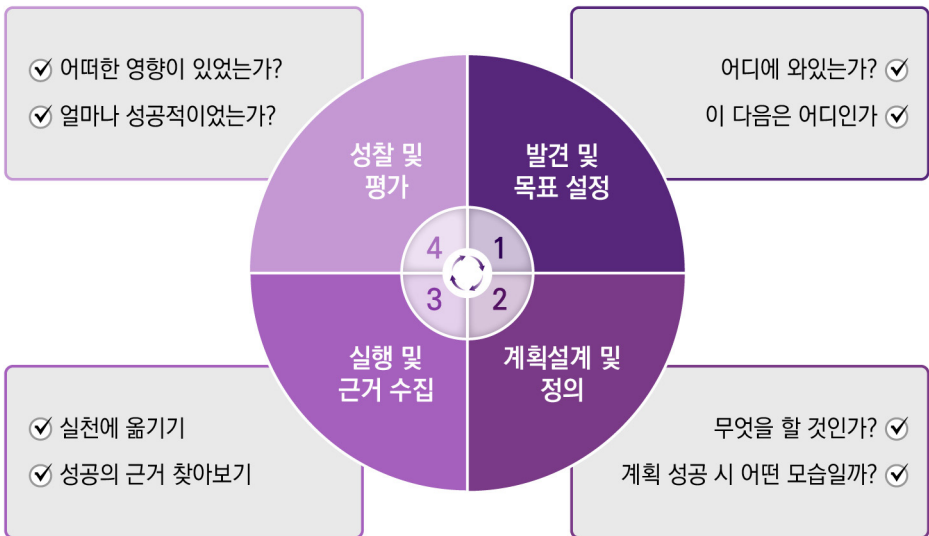 어떠한 영향이 있었는가?
얼마나 성공적이었는가?
어디에 와있는가?
이 다음은 어디인가
성찰 및
평가
발견 및
목표 설정
4
1
3
2
실행 및
근거 수집
계획설계 및
정의
실천에 옮기기
성공의 근거 찾아보기
무엇을 할 것인가?
계획 성공 시 어떤 모습일까?